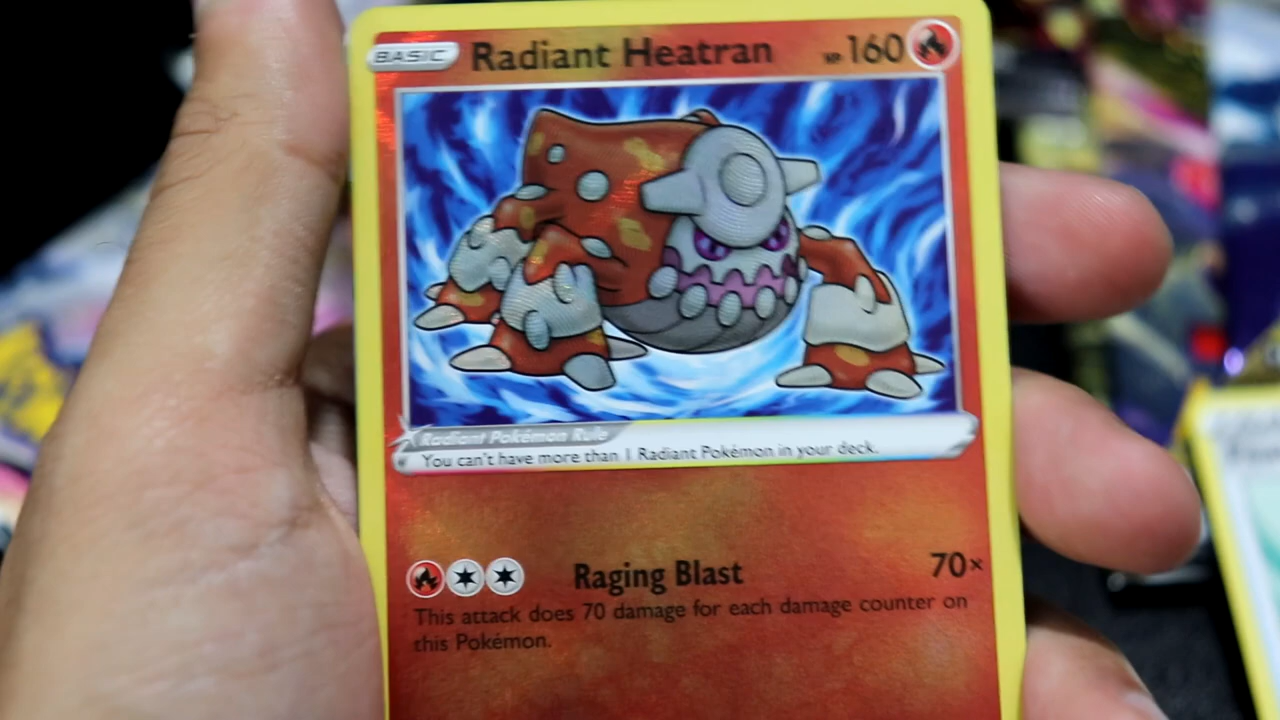 BASIC Radiant Heatran HP 160
Radiant Pokémon Rule
You can't have more than 1 Radiant Pokémon in your deck.
Raging Blast 70×
This attack does 70 damage for each damage counter on
this Pokémon.